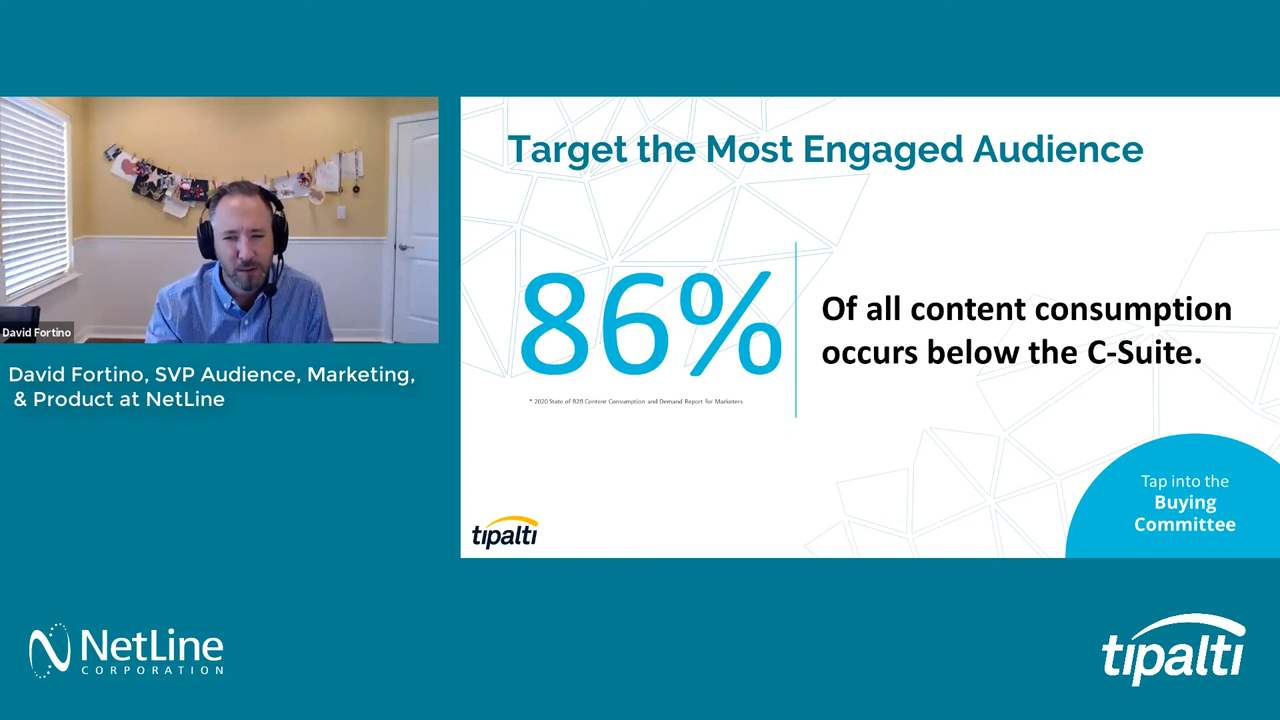 David Fortino
David Fortino, SVP Audience, Marketing,
& Product at NetLine
Target the Most Engaged Audience
86%
Of all content consumption
occurs below the C-Suite.
* 2020 State of B2B Content Consumption and Demand Report for Marketers
Tap into the
Buying
Committee
tipalti
NetLine
CORPORATION
tipalti